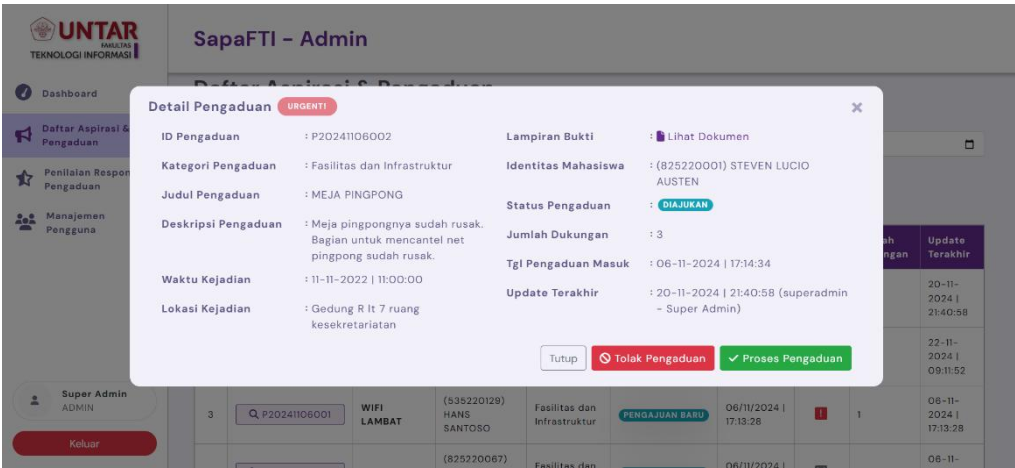 UNTAR
FAKULTAS
TEKNOLOGI INFORMASI
SapaFTI - Admin
Dashboard
Daftar Aspirasi &
Pengaduan
Penilaian Respon
Pengaduan
Manajemen
Pengguna
Super Admin
ADMIN
Keluar
Daftar Aspirasi & Pengaduan
Detail Pengaduan URGENT!
×
ID Pengaduan : P20241106002
Kategori Pengaduan : Fasilitas dan Infrastruktur
Judul Pengaduan : MEJA PINGPONG
Deskripsi Pengaduan : Meja pingpongnya sudah rusak.
Bagian untuk mencantel net
pingpong sudah rusak.
Waktu Kejadian : 11-11-2022 | 11:00:00
Lokasi Kejadian : Gedung R lt 7 ruang
kesekretariatan
Lampiran Bukti : Lihat Dokumen
Identitas Mahasiswa : (825220001) STEVEN LUCIO
AUSTEN
Status Pengaduan : DIAJUKAN
Jumlah Dukungan : 3
Tgl Pengaduan Masuk : 06-11-2024 | 17:14:34
Update Terakhir : 20-11-2024 | 21:40:58 (superadmin
- Super Admin)
Tutup Tolak Pengaduan Proses Pengaduan
ah
ngan
Update
Terakhir
20-11-
2024 |
21:40:58
22-11-
2024 |
09:11:52
3 P20241106001 WIFI
LAMBAT
(535220129)
HANS
SANTOSO
Fasilitas dan
Infrastruktur
PENGAJUAN BARU
06/11/2024 |
17:13:28
!
1
06-11-
2024 |
17:13:28
(825220067)
Fasilitas dan
06/11/2024 |
06-11-